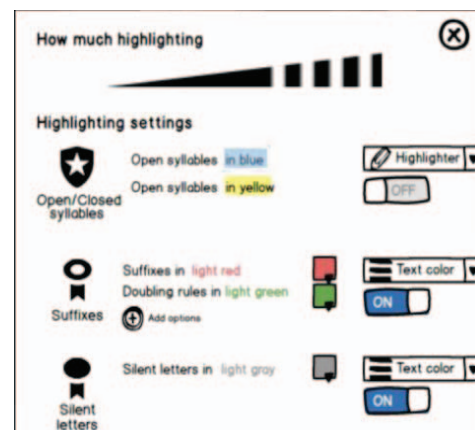 How much highlighting
Highlighting settings
Open syllables in blue
Highlighter
Open syllables in yellow
OFF
Open/Closed
syllables
Suffixes in light red
Text color
Doubling rules in light green
ON
Add options
Suffixes
Silent letters in light gray
Text color
ON
Silent
letters